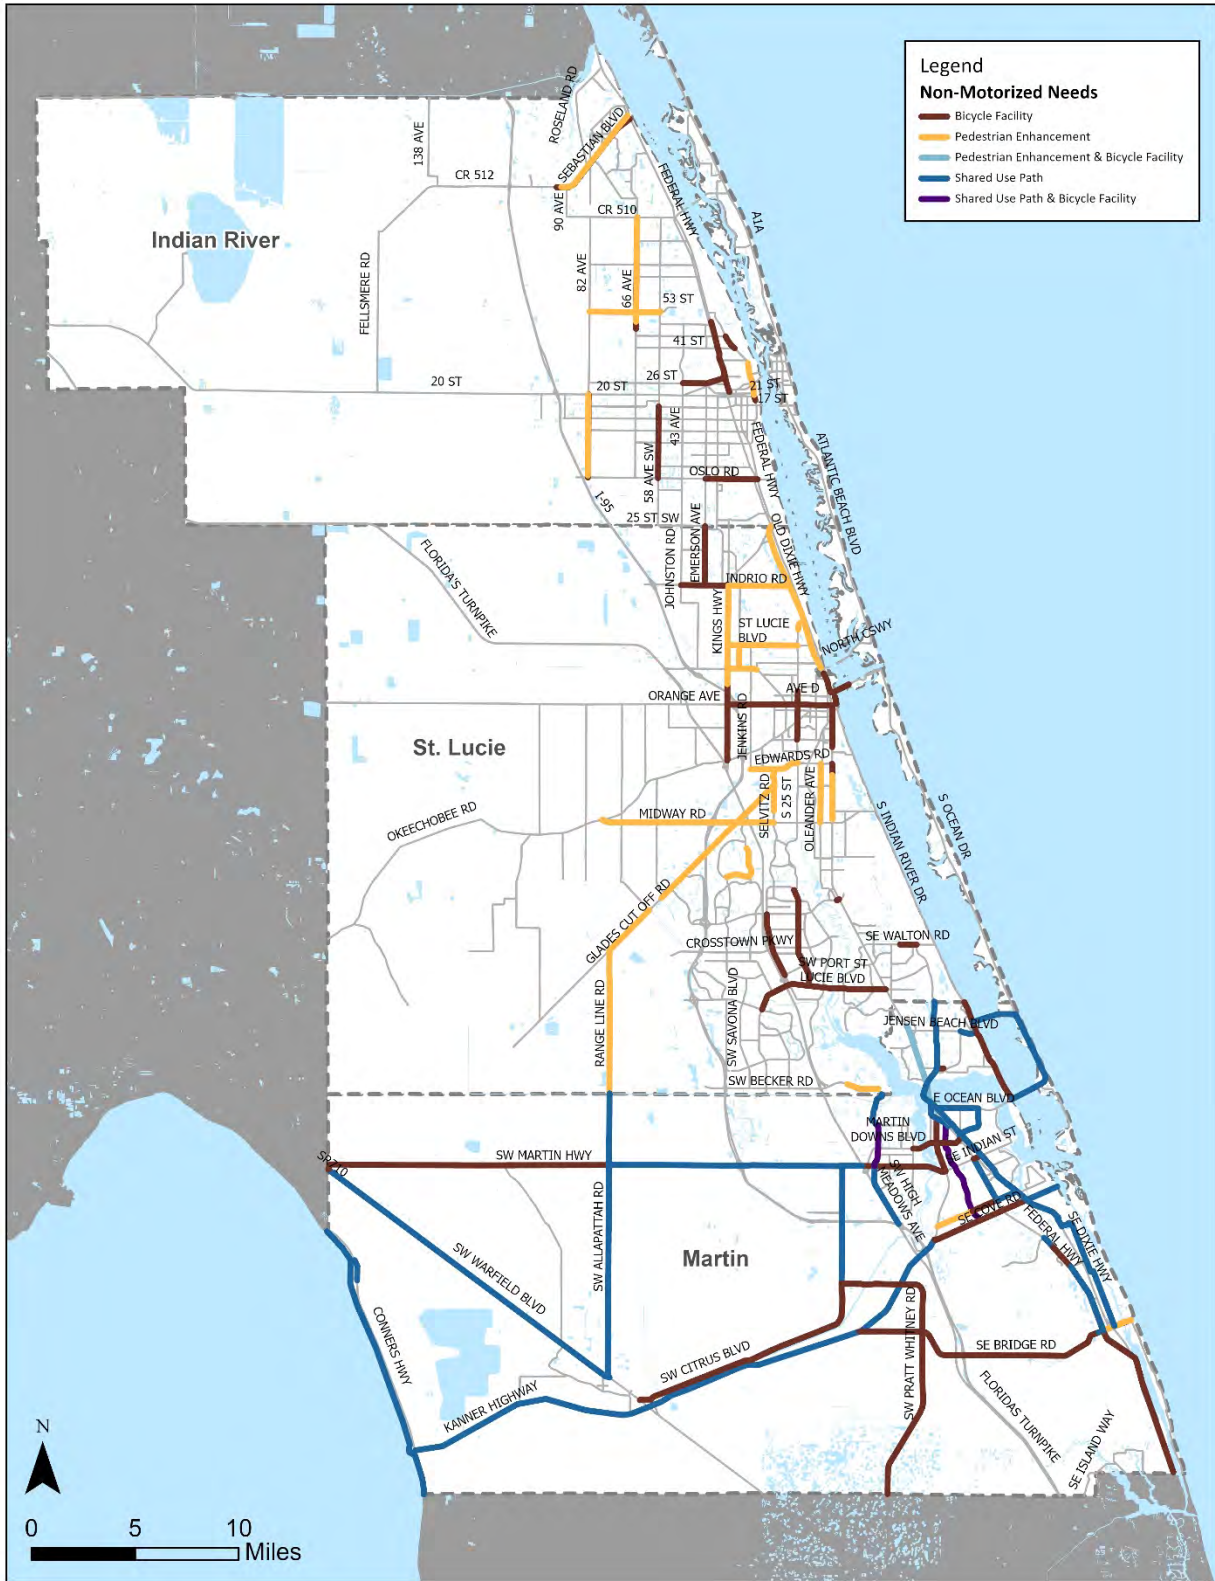 Legend
Non-Motorized Needs
Bicycle Facility
Pedestrian Enhancement
Pedestrian Enhancement & Bicycle Facility
Shared Use Path
Shared Use Path & Bicycle Facility
ROSELAND RD
SEBASTIAN BLVD
138 AVE
CR 512
FEDERAL HWY
90 AVE
CR 510
A1A
Indian River
82 AVE
66 AVE
FELLSMERE RD
53 ST
41 ST
26 ST
20 ST
20 ST
21 ST
17 ST
43 AVE
58 AVE SW
FEDERAL HWY
ATLANTIC BEACH BLVD
OSLO RD
I-95
25 ST SW
EMERSON AVE
JOHNSTON RD
OLD DIXIE HWY
FLORIDA'S TURNPIKE
INDRIO RD
KINGS HWY
ST LUCIE
BLVD
NORTH CSWY
ORANGE AVE
AVE D
JENKINS RD
St. Lucie
EDWARDS RD
SELVITZ RD
S 25 ST
OLEANDER AVE
OKEECHOBEE RD
MIDWAY RD
S INDIAN RIVER DR
S OCEAN DR
GLADES CUT OFF RD
CROSSTOWN PKWY
SE WALTON RD
SW PORT ST
LUCIE BLVD
SW SAVONA BLVD
RANGE LINE RD
JENSEN BEACH BLVD
SW BECKER RD
E OCEAN BLVD
MARTIN
DOWNS BLVD
SE INDIAN ST
SW MARTIN HWY
SR710
SW HIGH
MEADOWS AVE
SW ALLAPATTAH RD
SE COVE RD
FEDERAL HWY
SE DIXIE HWY
Martin
SW WARFIELD BLVD
CONNERS HWY
SW PRATT WHITNEY RD
SE BRIDGE RD
SW CITRUS BLVD
KANNER HIGHWAY
FLORIDAS TURNPIKE
SE ISLAND WAY
N
0 5 10
Miles